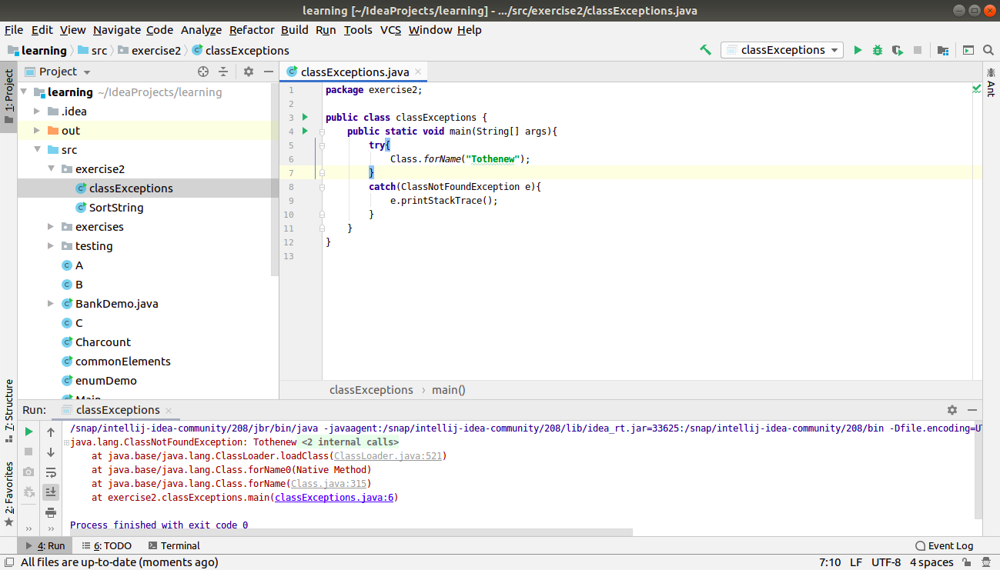 learning [~/IdeaProjects/learning] - .../src/exercise2/classExceptions.java
File Edit View Navigate Code Analyze Refactor Build Run Tools VCS Window Help
learning src exercise2 classExceptions
classExceptions
1: Project
Project
learning ~/IdeaProjects/learning
.idea
out
src
exercise2
classExceptions
SortString
exercises
testing
A
B
BankDemo.java
C
Charcount
commonElements
enumDemo
Main
classExceptions.java
1 package exercise2;
2
3 public class classExceptions {
4 public static void main(String[] args){
5 try{
6 Class.forName("Tothenew");
7 }
8 catch(ClassNotFoundException e){
9 e.printStackTrace();
10 }
11 }
12 }
13
classExceptions › main()
Ant
7: Structure
2: Favorites
Run: classExceptions
/snap/intellij-idea-community/208/jbr/bin/java -javaagent:/snap/intellij-idea-community/208/lib/idea_rt.jar=33625:/snap/intellij-idea-community/208/bin -Dfile.encoding=UT
java.lang.ClassNotFoundException: Tothenew <2 internal calls>
at java.base/java.lang.ClassLoader.loadClass(ClassLoader.java:521)
at java.base/java.lang.Class.forName0(Native Method)
at java.base/java.lang.Class.forName(Class.java:315)
at exercise2.classExceptions.main(classExceptions.java:6)
Process finished with exit code 0
4: Run 6: TODO Terminal Event Log
All files are up-to-date (moments ago) 7:10 LF UTF-8 4 spaces